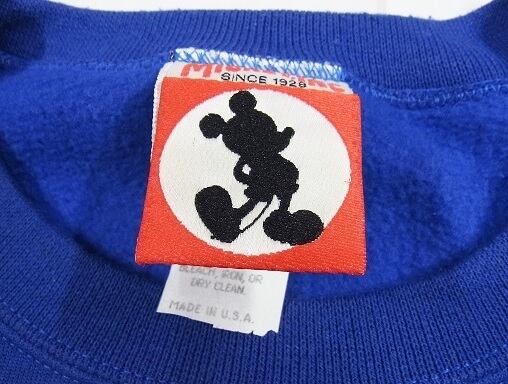 SINCE 1928
BLEACH, IRON, OR
DRY CLEAN.
MADE IN U.S.A.